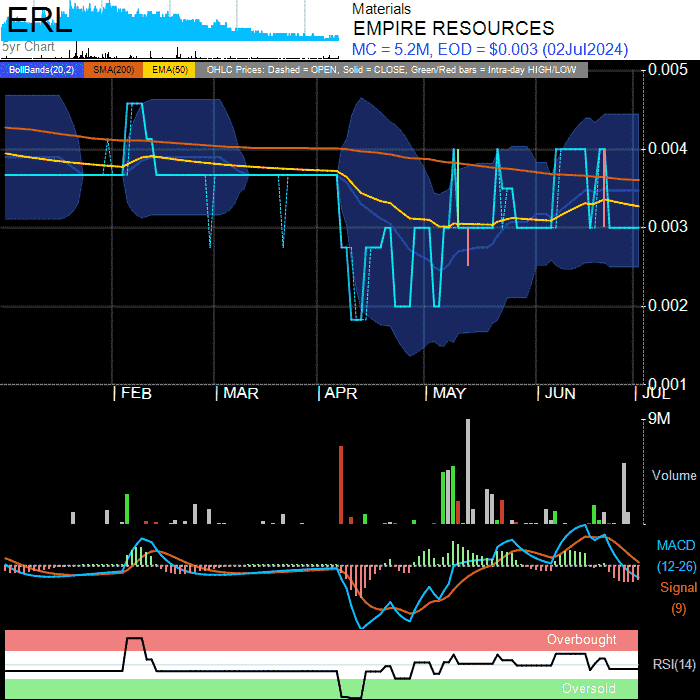 ERL
5yr Chart
Materials
EMPIRE RESOURCES
MC = 5.2M, EOD = $0.003 (02Jul2024)
BollBands(20,2) SMA(200) EMA(50) OHLC Prices: Dashed = OPEN, Solid = CLOSE, Green/Red bars = Intra-day HIGH/LOW
0.005
0.004
0.003
0.002
0.001
FEB MAR APR MAY JUN JUL
9M
Volume
MACD
(12-26)
Signal
(9)
Overbought
RSI(14)
Oversold